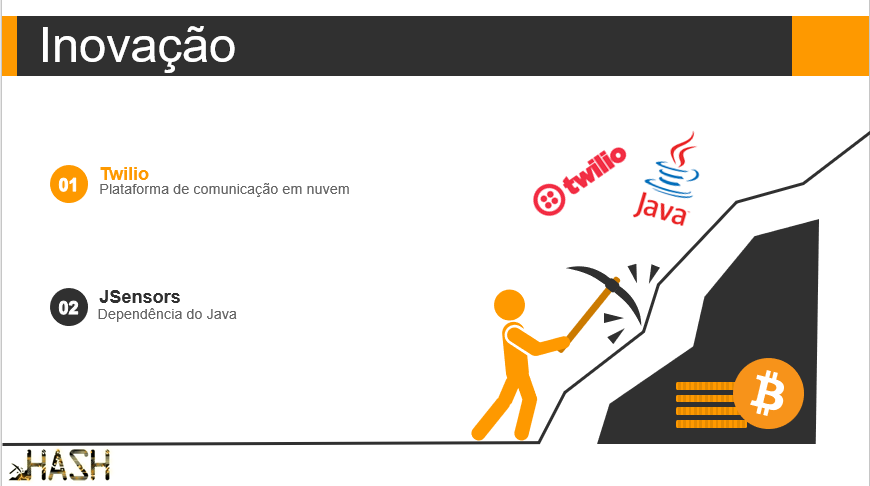 Inovação
01
Twilio
Plataforma de comunicação em nuvem
twilio
Java
02
JSensors
Dependência do Java
HASH